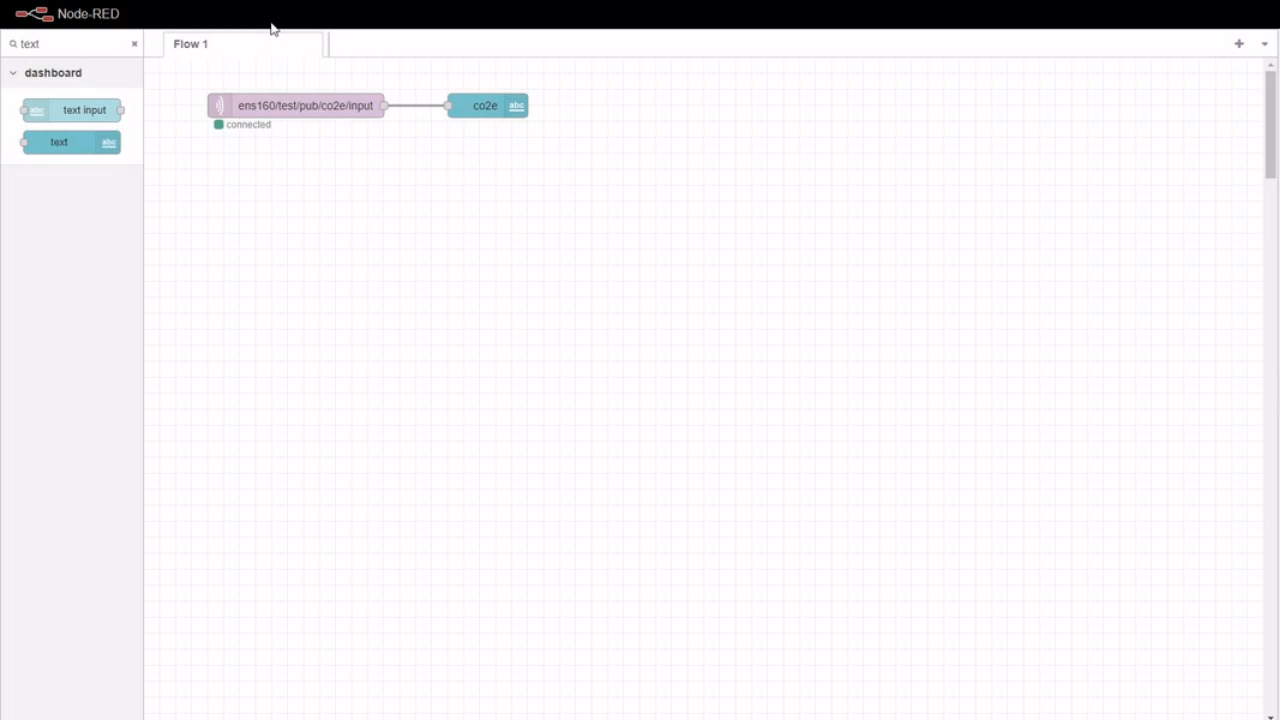 Node-RED
text
Flow 1
dashboard
text input
text
ens160/test/pub/co2e/input
co2e
abc
connected
abc
abc